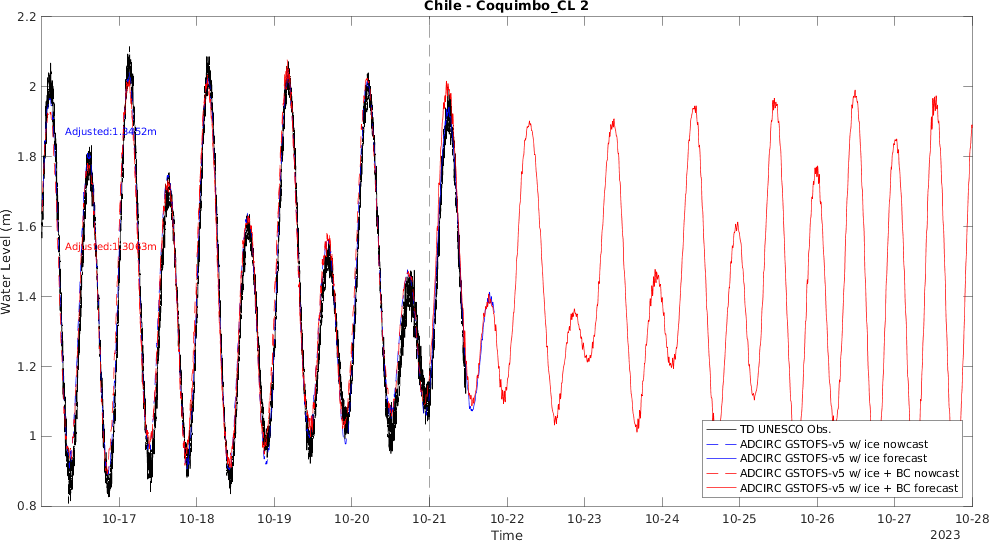 Chile - Coquimbo_CL 2
2.2
2
1.8
1.6
1.4
1.2
1
0.8
Water Level (m)
Adjusted:1.3452m
Adjusted:1.3063m
TD UNESCO Obs.
ADCIRC GSTOFS-v5 w/ ice nowcast
ADCIRC GSTOFS-v5 w/ ice forecast
ADCIRC GSTOFS-v5 w/ ice + BC nowcast
ADCIRC GSTOFS-v5 w/ ice + BC forecast
10-17 10-18 10-19 10-20 10-21 10-22 10-23 10-24 10-25 10-26 10-27 10-28
Time
2023